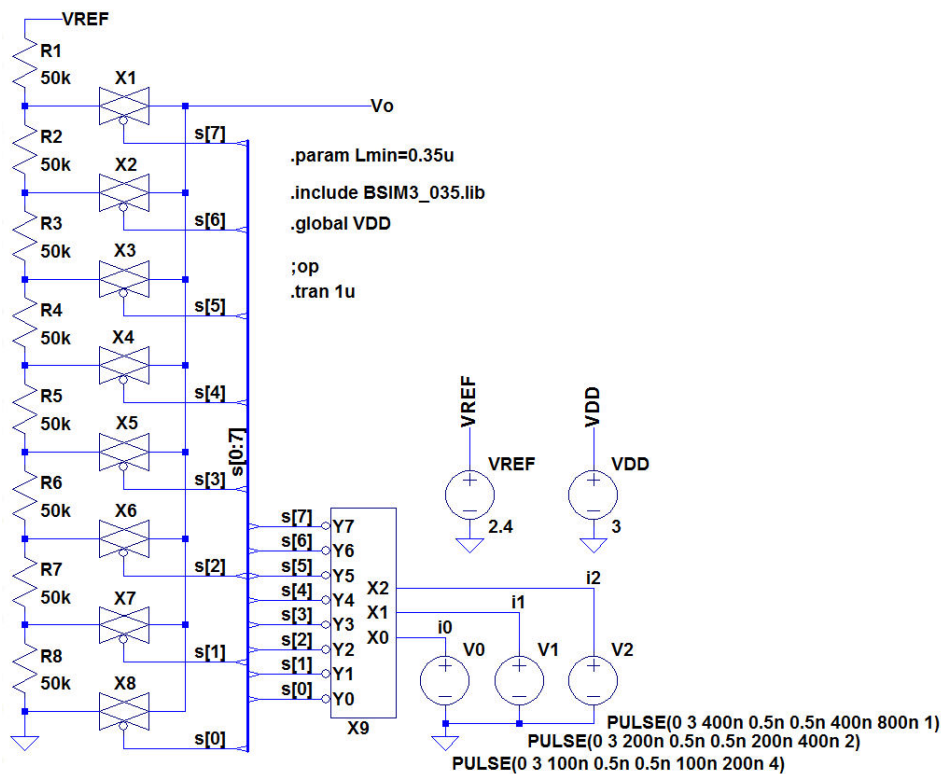 VREF
R1
50k
X1
Vo
s[7]
R2
50k
X2
s[6]
R3
50k
X3
s[5]
R4
50k
X4
s[4]
R5
50k
X5
s[3]
R6
50k
X6
s[2]
R7
50k
X7
s[1]
R8
50k
X8
s[0]
s[0:7]
.param Lmin=0.35u
.include BSIM3_035.lib
.global VDD
;op
.tran 1u
VREF
VREF
2.4
VDD
VDD
3
s[7] Y7
s[6] Y6
s[5] Y5
s[4] Y4
s[3] Y3
s[2] Y2
s[1] Y1
s[0] Y0
X2
X1
X0
X9
i2
i1
i0
V0
V1
V2
PULSE(0 3 400n 0.5n 0.5n 400n 800n 1)
PULSE(0 3 200n 0.5n 0.5n 200n 400n 2)
PULSE(0 3 100n 0.5n 0.5n 100n 200n 4)